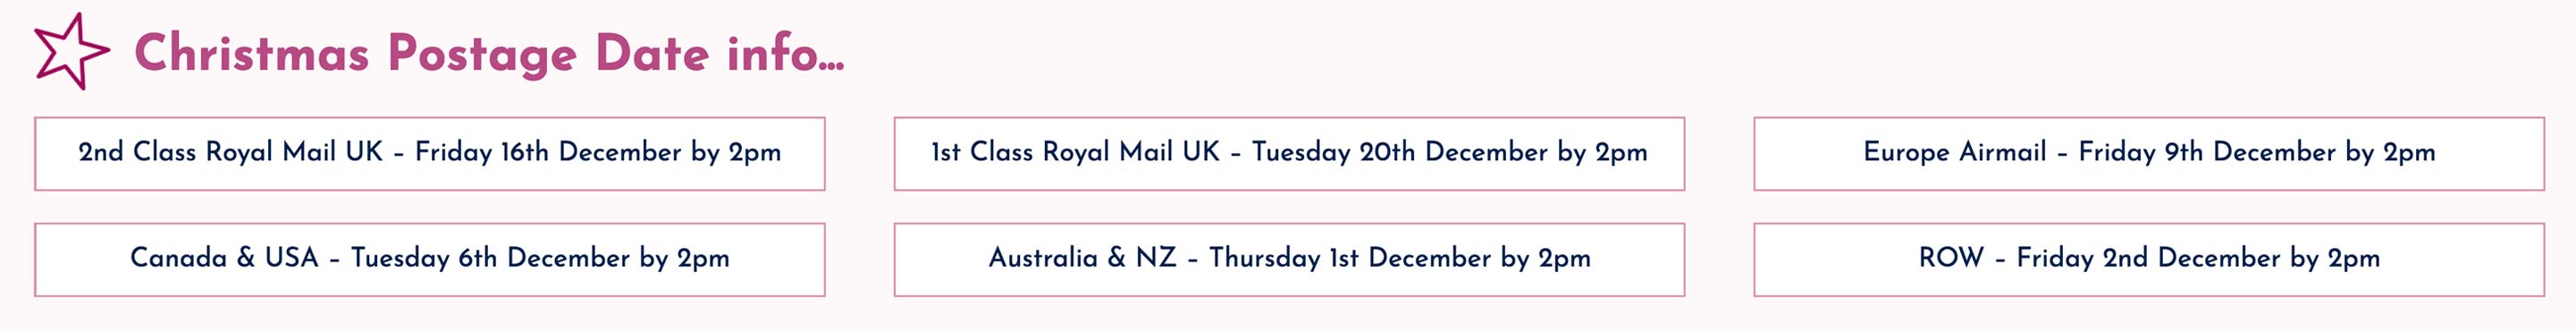 Christmas Postage Date info...
2nd Class Royal Mail UK – Friday 16th December by 2pm
1st Class Royal Mail UK – Tuesday 20th December by 2pm
Europe Airmail – Friday 9th December by 2pm
Canada & USA – Tuesday 6th December by 2pm
Australia & NZ – Thursday 1st December by 2pm
ROW – Friday 2nd December by 2pm